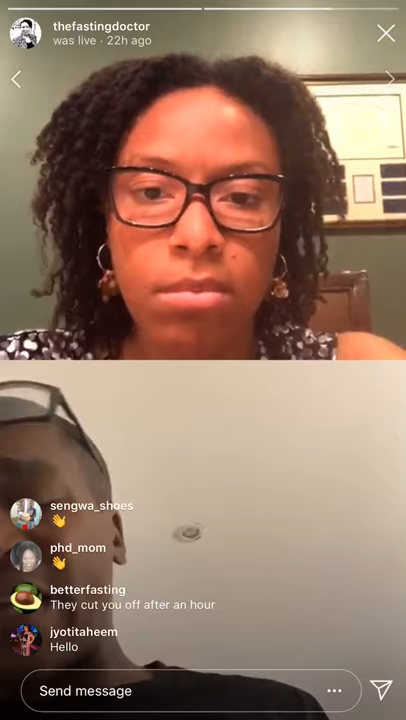 thefastingdoctor
was live · 22h ago
sengwa_shoes
👋
phd_mom
👋
betterfasting
They cut you off after an hour
jyotitaheem
Hello
Send message